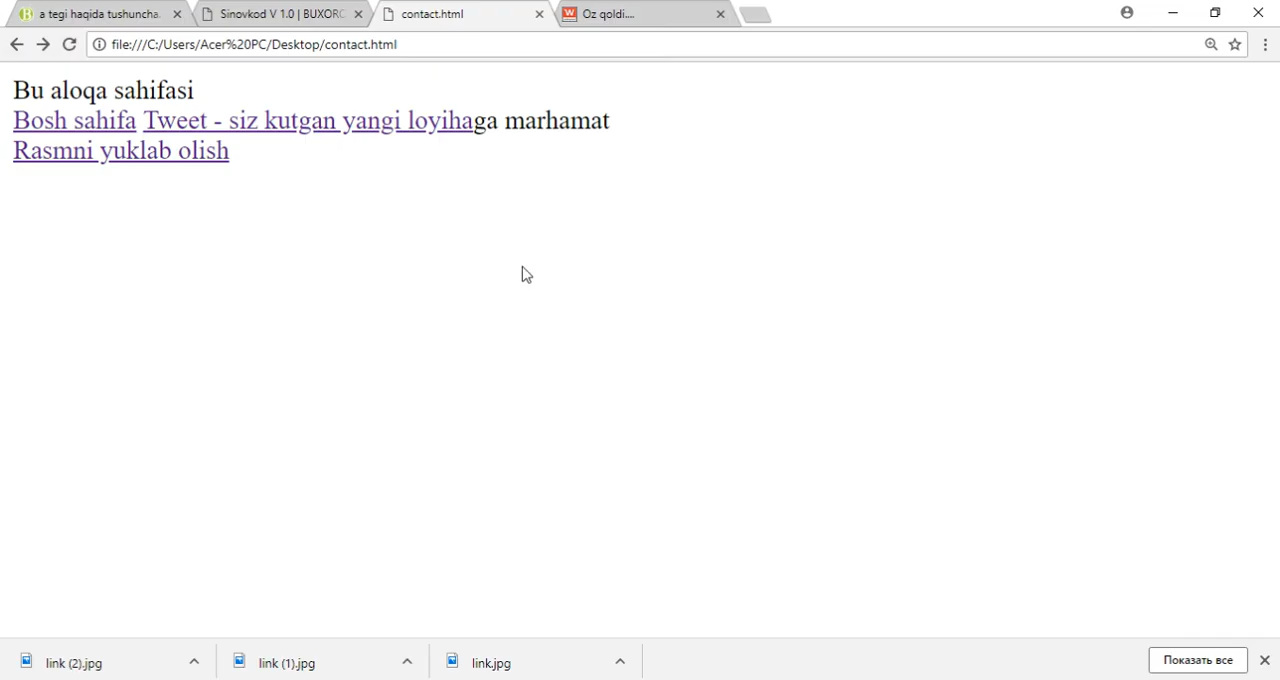 a tegi haqida tushuncha.
Sinovkod V 1.0 | BUXORC
contact.html
Oz qoldi....
file:///C:/Users/Acer%20PC/Desktop/contact.html
Bu aloqa sahifasi
Bosh sahifa Tweet - siz kutgan yangi loyihaga marhamat
Rasmni yuklab olish
link (2).jpg
link (1).jpg
link.jpg
Показать все